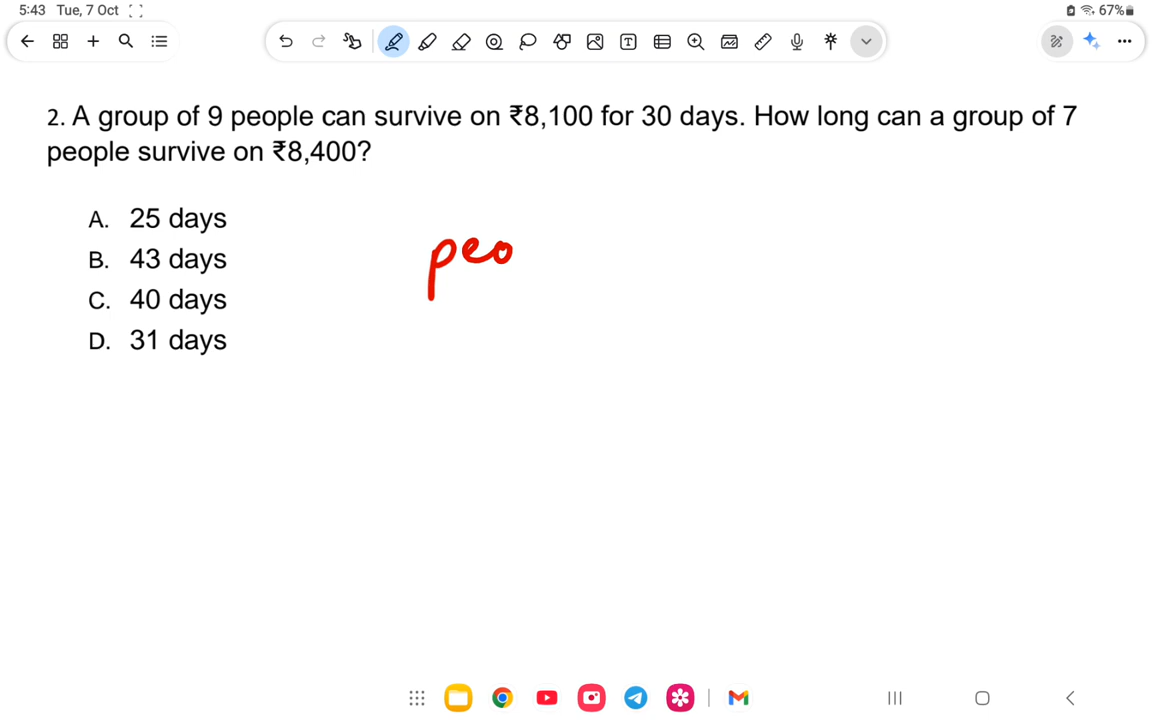 5:43 Tue, 7 Oct
67%
2. A group of 9 people can survive on ₹8,100 for 30 days. How long can a group of 7
people survive on ₹8,400?
A. 25 days
B. 43 days
C. 40 days
D. 31 days
peo